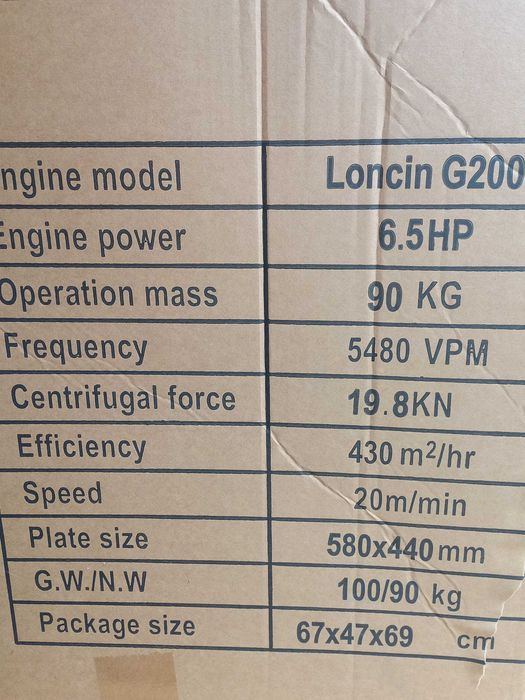 ngine model Loncin G200
Engine power 6.5HP
Operation mass 90 KG
Frequency 5480 VPM
Centrifugal force 19.8KN
Efficiency 430 m²/hr
Speed 20m/min
Plate size 580x440mm
G.W./N.W 100/90 kg
Package size 67x47x69 cm